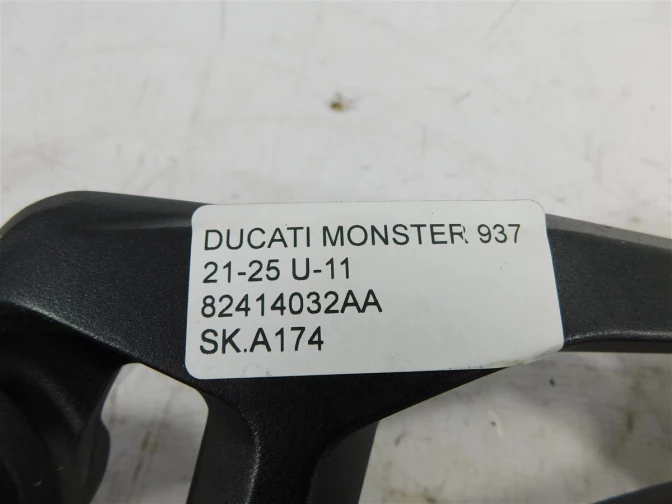 DUCATI MONSTER 937
21-25 U-11
82414032AA
SK.A174